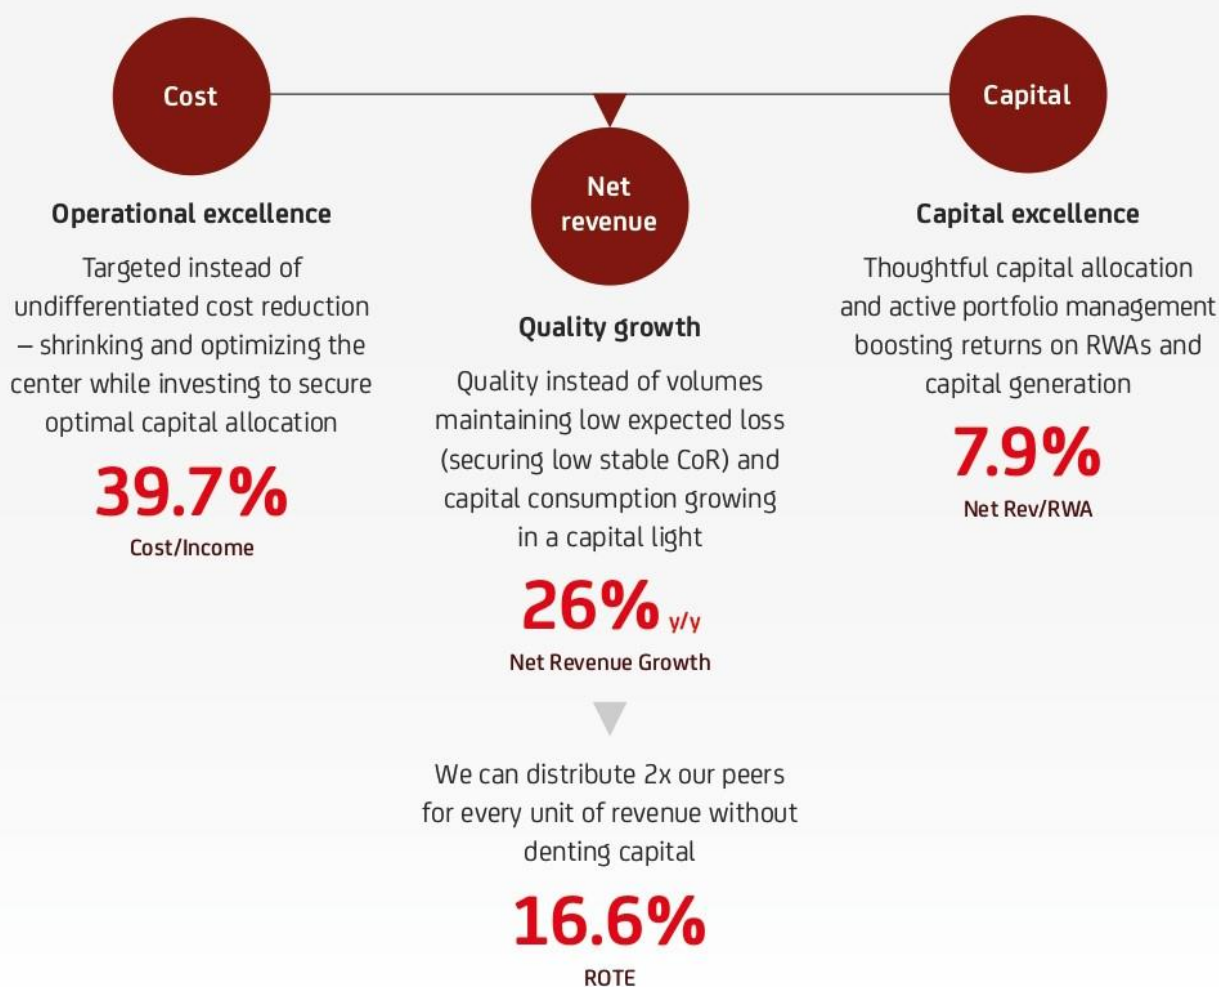 Cost
Operational excellence
Targeted instead of
undifferentiated cost reduction
– shrinking and optimizing the
center while investing to secure
optimal capital allocation
39.7%
Cost/Income
Net
revenue
Quality growth
Quality instead of volumes
maintaining low expected loss
(securing low stable CoR) and
capital consumption growing
in a capital light
26% y/y
Net Revenue Growth
Capital
Capital excellence
Thoughtful capital allocation
and active portfolio management
boosting returns on RWAs and
capital generation
7.9%
Net Rev/RWA
We can distribute 2x our peers
for every unit of revenue without
denting capital
16.6%
ROTE